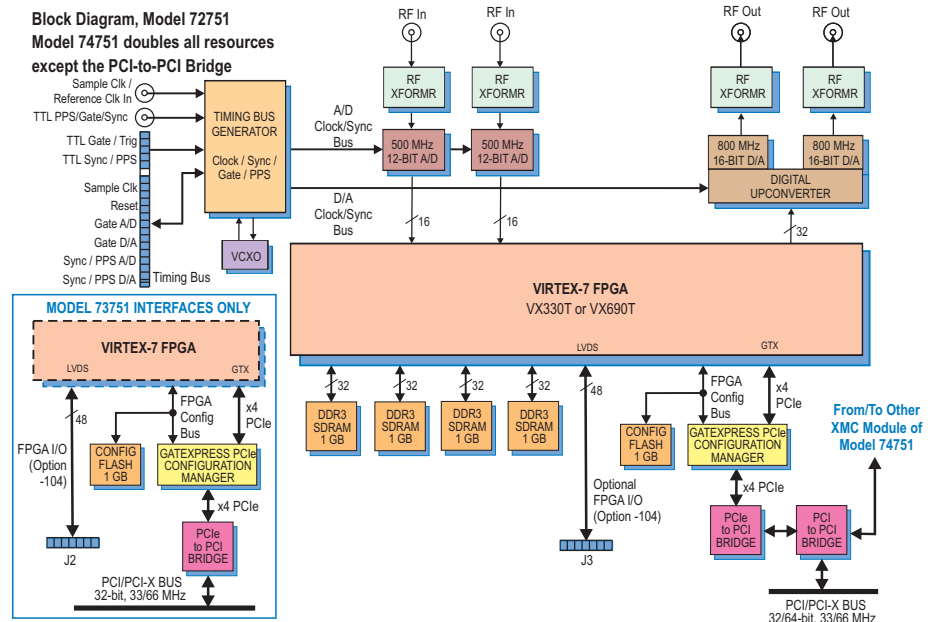 Block Diagram, Model 72751
Model 74751 doubles all resources
except the PCI-to-PCI Bridge
RF In
RF In
RF Out
RF Out
Sample Clk /
Reference Clk In
TTL PPS/Gate/Sync
TTL Gate / Trig
TTL Sync / PPS
Sample Clk
Reset
Gate A/D
Gate D/A
Sync / PPS A/D
Sync / PPS D/A
Timing Bus
TIMING BUS
GENERATOR
Clock / Sync /
Gate / PPS
VCXO
A/D
Clock/Sync
Bus
D/A
Clock/Sync
Bus
RF
XFORMR
RF
XFORMR
RF
XFORMR
RF
XFORMR
500 MHz
12-BIT A/D
500 MHz
12-BIT A/D
800 MHz
16-BIT D/A
800 MHz
16-BIT D/A
DIGITAL
UPCONVERTER
16
16
32
VIRTEX-7 FPGA
VX330T or VX690T
LVDS
GTX
32
32
32
32
48
DDR3
SDRAM
1 GB
DDR3
SDRAM
1 GB
DDR3
SDRAM
1 GB
DDR3
SDRAM
1 GB
Optional
FPGA I/O
(Option -104)
J3
FPGA
Config
Bus
x4
PCIe
CONFIG
FLASH
1 GB
GATEXPRESS PCIe
CONFIGURATION
MANAGER
x4 PCIe
PCIe
to PCI
BRIDGE
PCI
to PCI
BRIDGE
From/To Other
XMC Module of
Model 74751
PCI/PCI-X BUS
32/64-bit, 33/66 MHz
MODEL 73751 INTERFACES ONLY
VIRTEX-7 FPGA
LVDS
GTX
48
FPGA
Config
Bus
x4
PCIe
FPGA I/O
(Option
-104)
CONFIG
FLASH
1 GB
GATEXPRESS PCIe
CONFIGURATION
MANAGER
x4 PCIe
PCIe
to PCI
BRIDGE
J2
PCI/PCI-X BUS
32-bit, 33/66 MHz